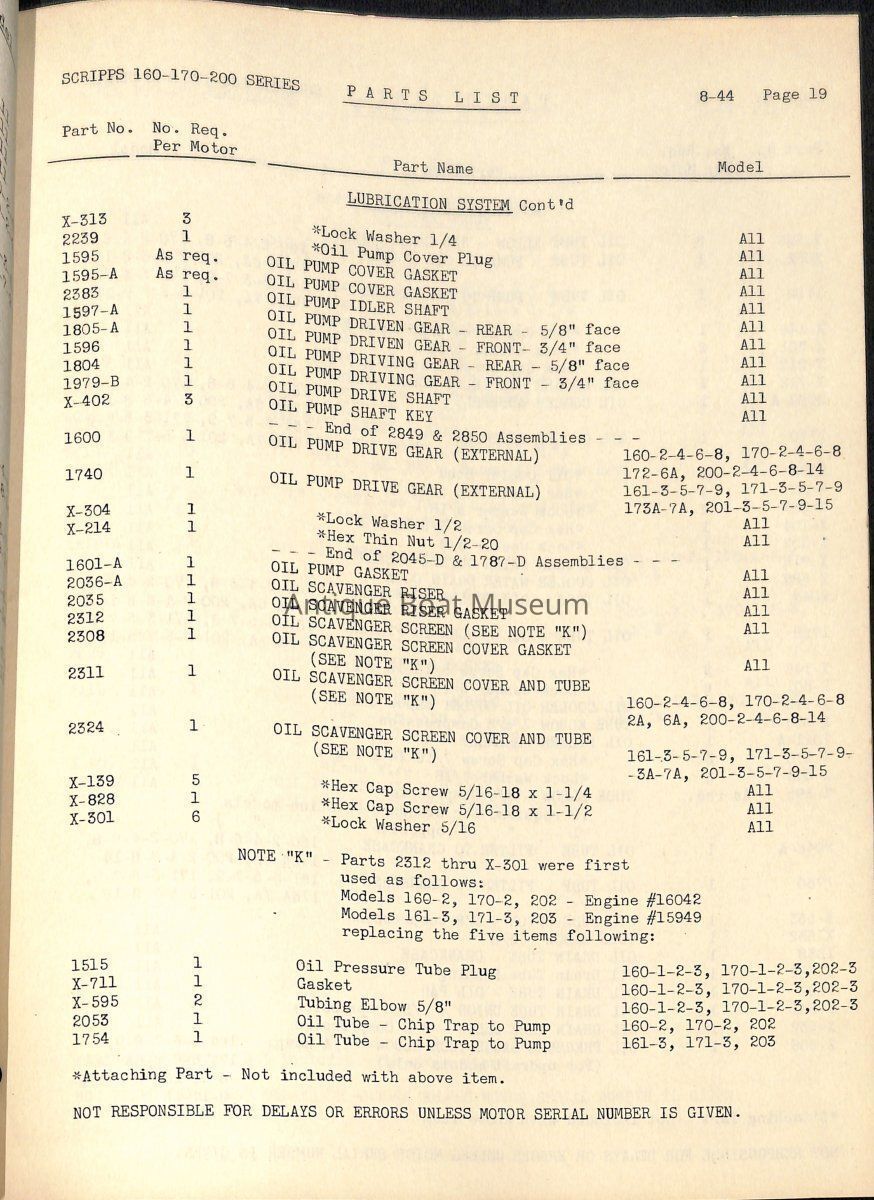 SCRIPPS 160-170-200 SERIES PARTS LIST 8-44 Page 19
Part No. No. Req. Per Motor Part Name Model
LUBRICATION SYSTEM Cont'd
X-313 3 *Lock Washer 1/4 All
2239 1 *Oil Pump Cover Plug All
1595 As req. OIL PUMP COVER GASKET All
1595-A As req. OIL PUMP COVER GASKET All
2383 1 OIL PUMP IDLER SHAFT All
1597-A 1 OIL PUMP DRIVEN GEAR - REAR - 5/8" face All
1805-A 1 OIL PUMP DRIVEN GEAR - FRONT- 3/4" face All
1596 1 OIL PUMP DRIVING GEAR - REAR - 5/8" face All
1804 1 OIL PUMP DRIVING GEAR - FRONT - 3/4" face All
1979-B 1 OIL PUMP DRIVE SHAFT All
X-402 3 OIL PUMP SHAFT KEY All
- - - End of 2849 & 2850 Assemblies - - -
1600 1 OIL PUMP DRIVE GEAR (EXTERNAL) 160-2-4-6-8, 170-2-4-6-8
172-6A, 200-2-4-6-8-14
1740 1 OIL PUMP DRIVE GEAR (EXTERNAL) 161-3-5-7-9, 171-3-5-7-9
173A-7A, 201-3-5-7-9-15
X-304 1 *Lock Washer 1/2 All
X-214 1 *Hex Thin Nut 1/2-20 All
- - - End of 2045-D & 1787-D Assemblies - - -
1601-A 1 OIL PUMP GASKET All
2036-A 1 OIL SCAVENGER RISER All
2035 1 OIL SCAVENGER RISER GASKET All
2312 1 OIL SCAVENGER SCREEN (SEE NOTE "K") All
2308 1 OIL SCAVENGER SCREEN COVER GASKET
(SEE NOTE "K") All
2311 1 OIL SCAVENGER SCREEN COVER AND TUBE
(SEE NOTE "K") 160-2-4-6-8, 170-2-4-6-8
2A, 6A, 200-2-4-6-8-14
2324 1 OIL SCAVENGER SCREEN COVER AND TUBE
(SEE NOTE "K") 161-3-5-7-9, 171-3-5-7-9-
-3A-7A, 201-3-5-7-9-15
X-139 5 *Hex Cap Screw 5/16-18 x 1-1/4 All
X-828 1 *Hex Cap Screw 5/16-18 x 1-1/2 All
X-301 6 *Lock Washer 5/16 All
NOTE "K" - Parts 2312 thru X-301 were first
used as follows:
Models 160-2, 170-2, 202 - Engine #16042
Models 161-3, 171-3, 203 - Engine #15949
replacing the five items following:
1515 1 Oil Pressure Tube Plug 160-1-2-3, 170-1-2-3,202-3
X-711 1 Gasket 160-1-2-3, 170-1-2-3,202-3
X-595 2 Tubing Elbow 5/8" 160-1-2-3, 170-1-2-3,202-3
2053 1 Oil Tube - Chip Trap to Pump 160-2, 170-2, 202
1754 1 Oil Tube - Chip Trap to Pump 161-3, 171-3, 203
*Attaching Part - Not included with above item.
NOT RESPONSIBLE FOR DELAYS OR ERRORS UNLESS MOTOR SERIAL NUMBER IS GIVEN.
Antique Boat Museum